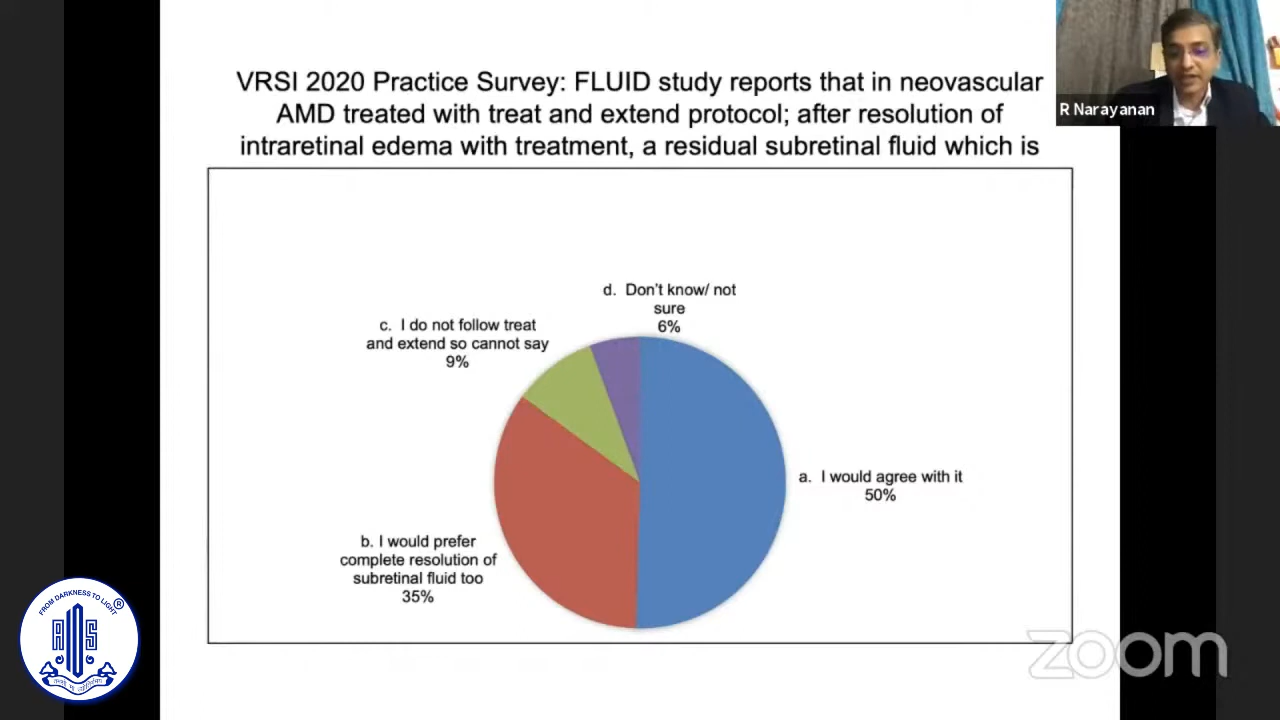 VRSI 2020 Practice Survey: FLUID study reports that in neovascular
AMD treated with treat and extend protocol; after resolution of
intraretinal edema with treatment, a residual subretinal fluid which is
R Narayanan
d. Don't know/ not
sure
6%
c. I do not follow treat
and extend so cannot say
9%
a. I would agree with it
50%
b. I would prefer
complete resolution of
subretinal fluid too
35%
FROM DARKNESS TO LIGHT
®
AIOS
zoom